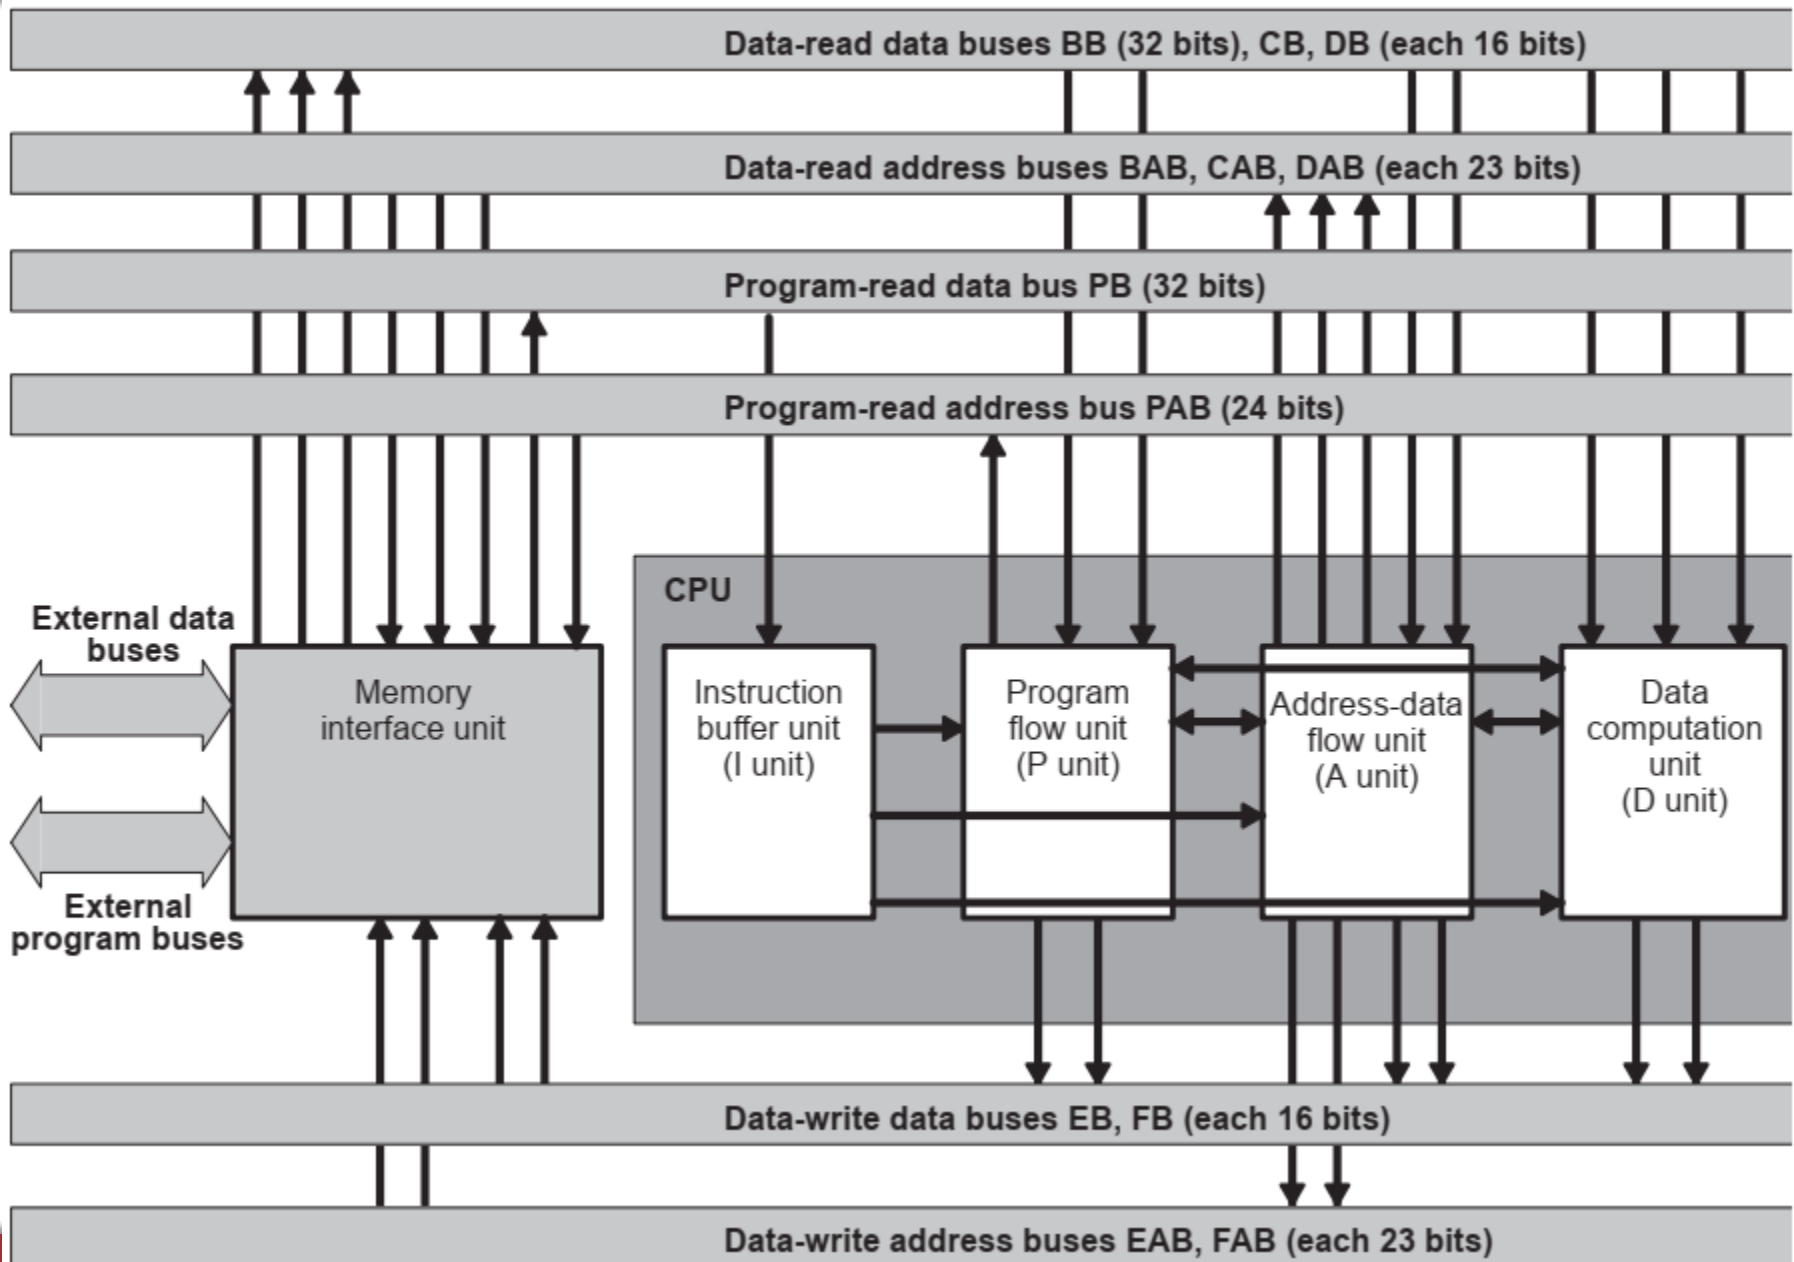 Data-read data buses BB (32 bits), CB, DB (each 16 bits)
Data-read address buses BAB, CAB, DAB (each 23 bits)
Program-read data bus PB (32 bits)
Program-read address bus PAB (24 bits)
CPU
External data
buses
Memory
interface unit
Instruction
buffer unit
(I unit)
Program
flow unit
(P unit)
Address-data
flow unit
(A unit)
Data
computation
unit
(D unit)
External
program buses
Data-write data buses EB, FB (each 16 bits)
Data-write address buses EAB, FAB (each 23 bits)